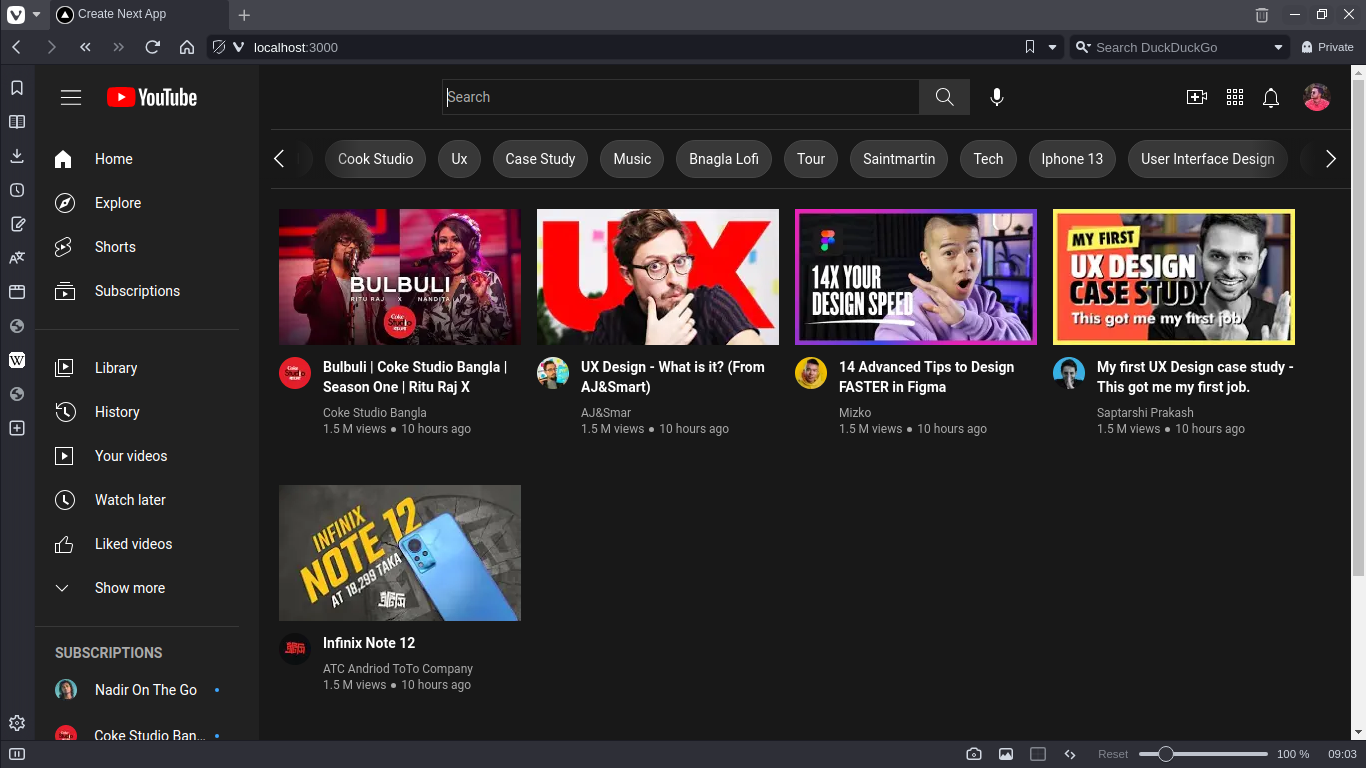 Create Next App
localhost:3000
Search DuckDuckGo
Private
YouTube
Search
Home
Explore
Shorts
Subscriptions
Library
History
Your videos
Watch later
Liked videos
Show more
SUBSCRIPTIONS
Nadir On The Go
Coke Studio Ban...
Cook Studio
Ux
Case Study
Music
Bnagla Lofi
Tour
Saintmartin
Tech
Iphone 13
User Interface Design
BULBULI
RITU RAJ X NANDITA
Coke
Studio
Bulbuli | Coke Studio Bangla |
Season One | Ritu Raj X
Coke Studio Bangla
1.5 M views ● 10 hours ago
UX
UX Design - What is it? (From
AJ&Smart)
AJ&Smar
1.5 M views ● 10 hours ago
14X YOUR
DESIGN SPEED
14 Advanced Tips to Design
FASTER in Figma
Mizko
1.5 M views ● 10 hours ago
MY FIRST
UX DESIGN
CASE STUDY
This got me my first job.
My first UX Design case study -
This got me my first job.
Saptarshi Prakash
1.5 M views ● 10 hours ago
INFINIX
NOTE 12
AT 18,299 TAKA
Infinix Note 12
ATC Andriod ToTo Company
1.5 M views ● 10 hours ago
Reset
100 %
09:03